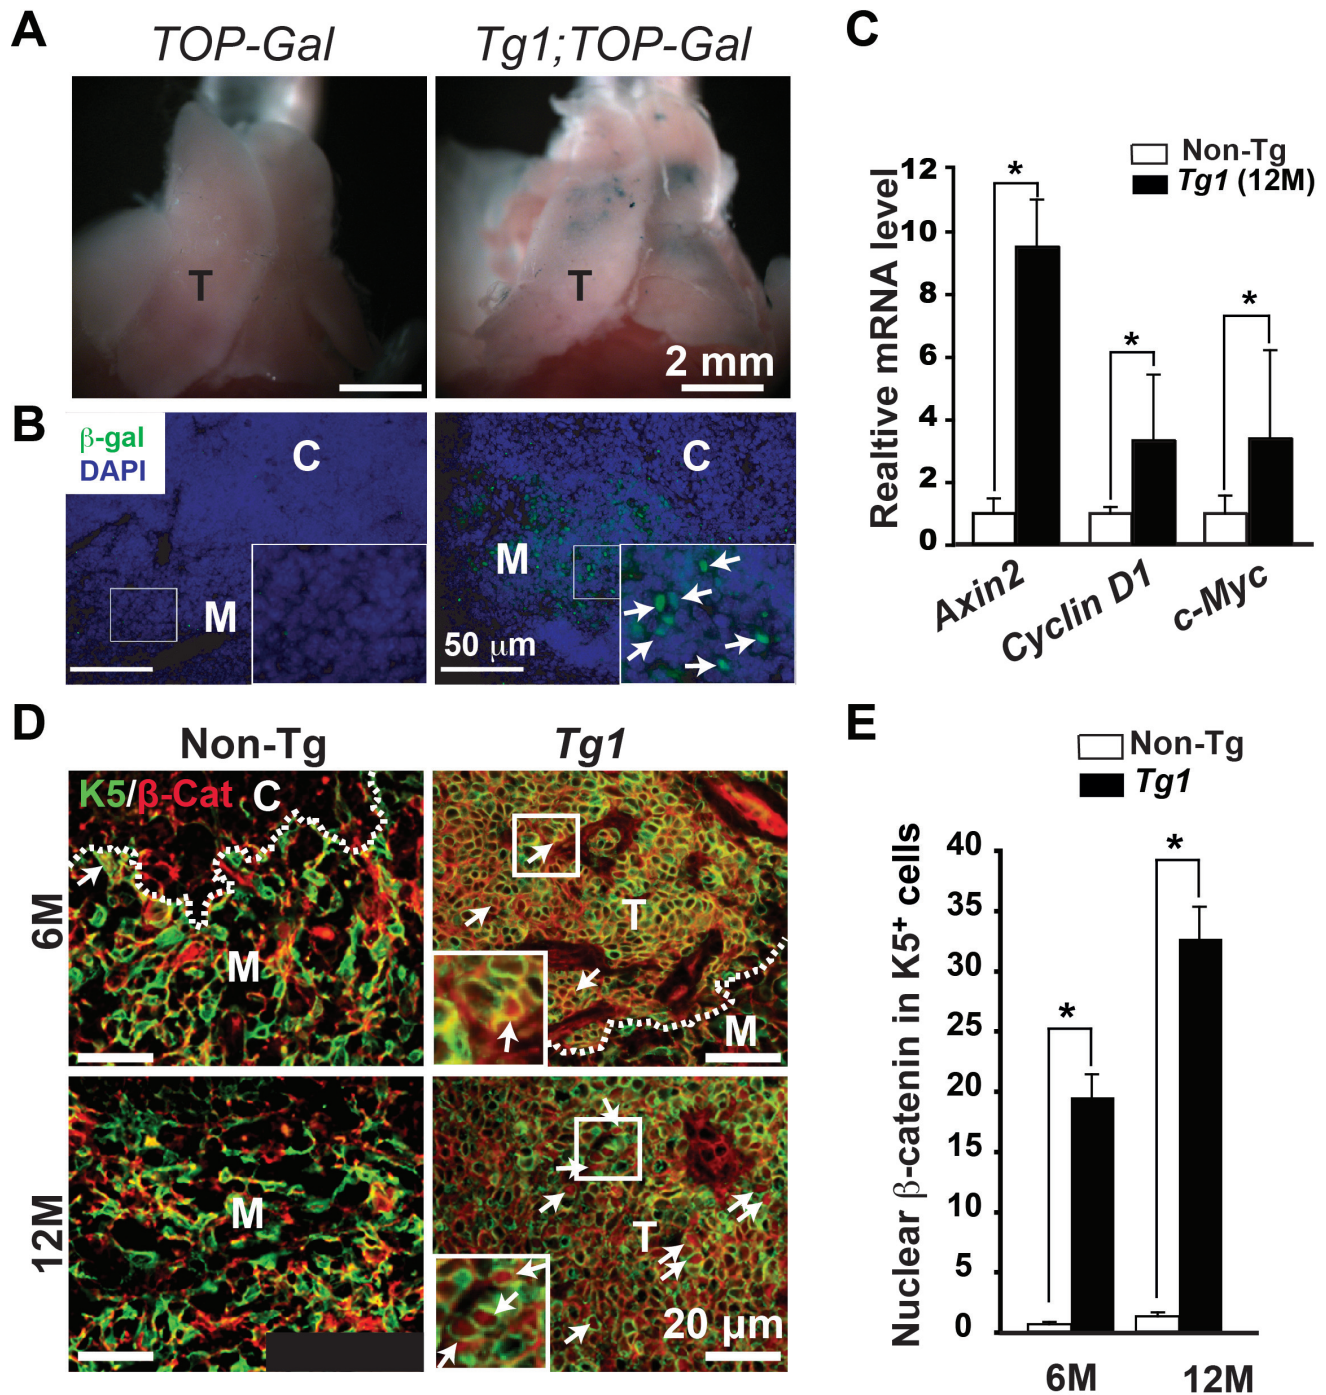 A
TOP-Gal
Tg1;TOP-Gal
T
T
2 mm
B
β-gal
DAPI
C
M
C
M
50 μm
C
Non-Tg
Tg1 (12M)
Realtive mRNA level
12
10
8
6
4
2
0
*
*
*
Axin2
Cyclin D1
c-Myc
D
Non-Tg
Tg1
6M
K5/β-Cat
C
M
T
M
12M
M
T
20 μm
E
Non-Tg
Tg1
Nuclear β-catenin in K5⁺ cells
40
35
30
25
20
15
10
5
0
*
*
6M
12M